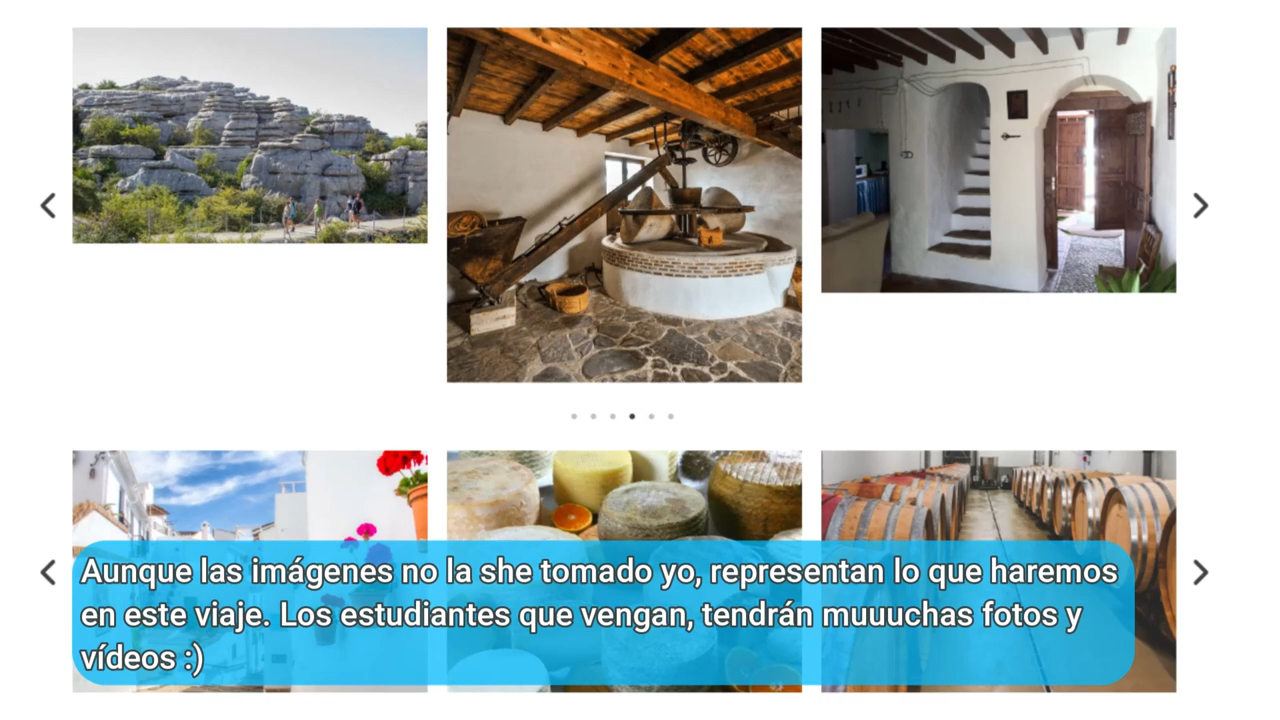 Aunque las imágenes no la she tomado yo, representan lo que haremos
en este viaje. Los estudiantes que vengan, tendrán muuuchas fotos y
vídeos :)